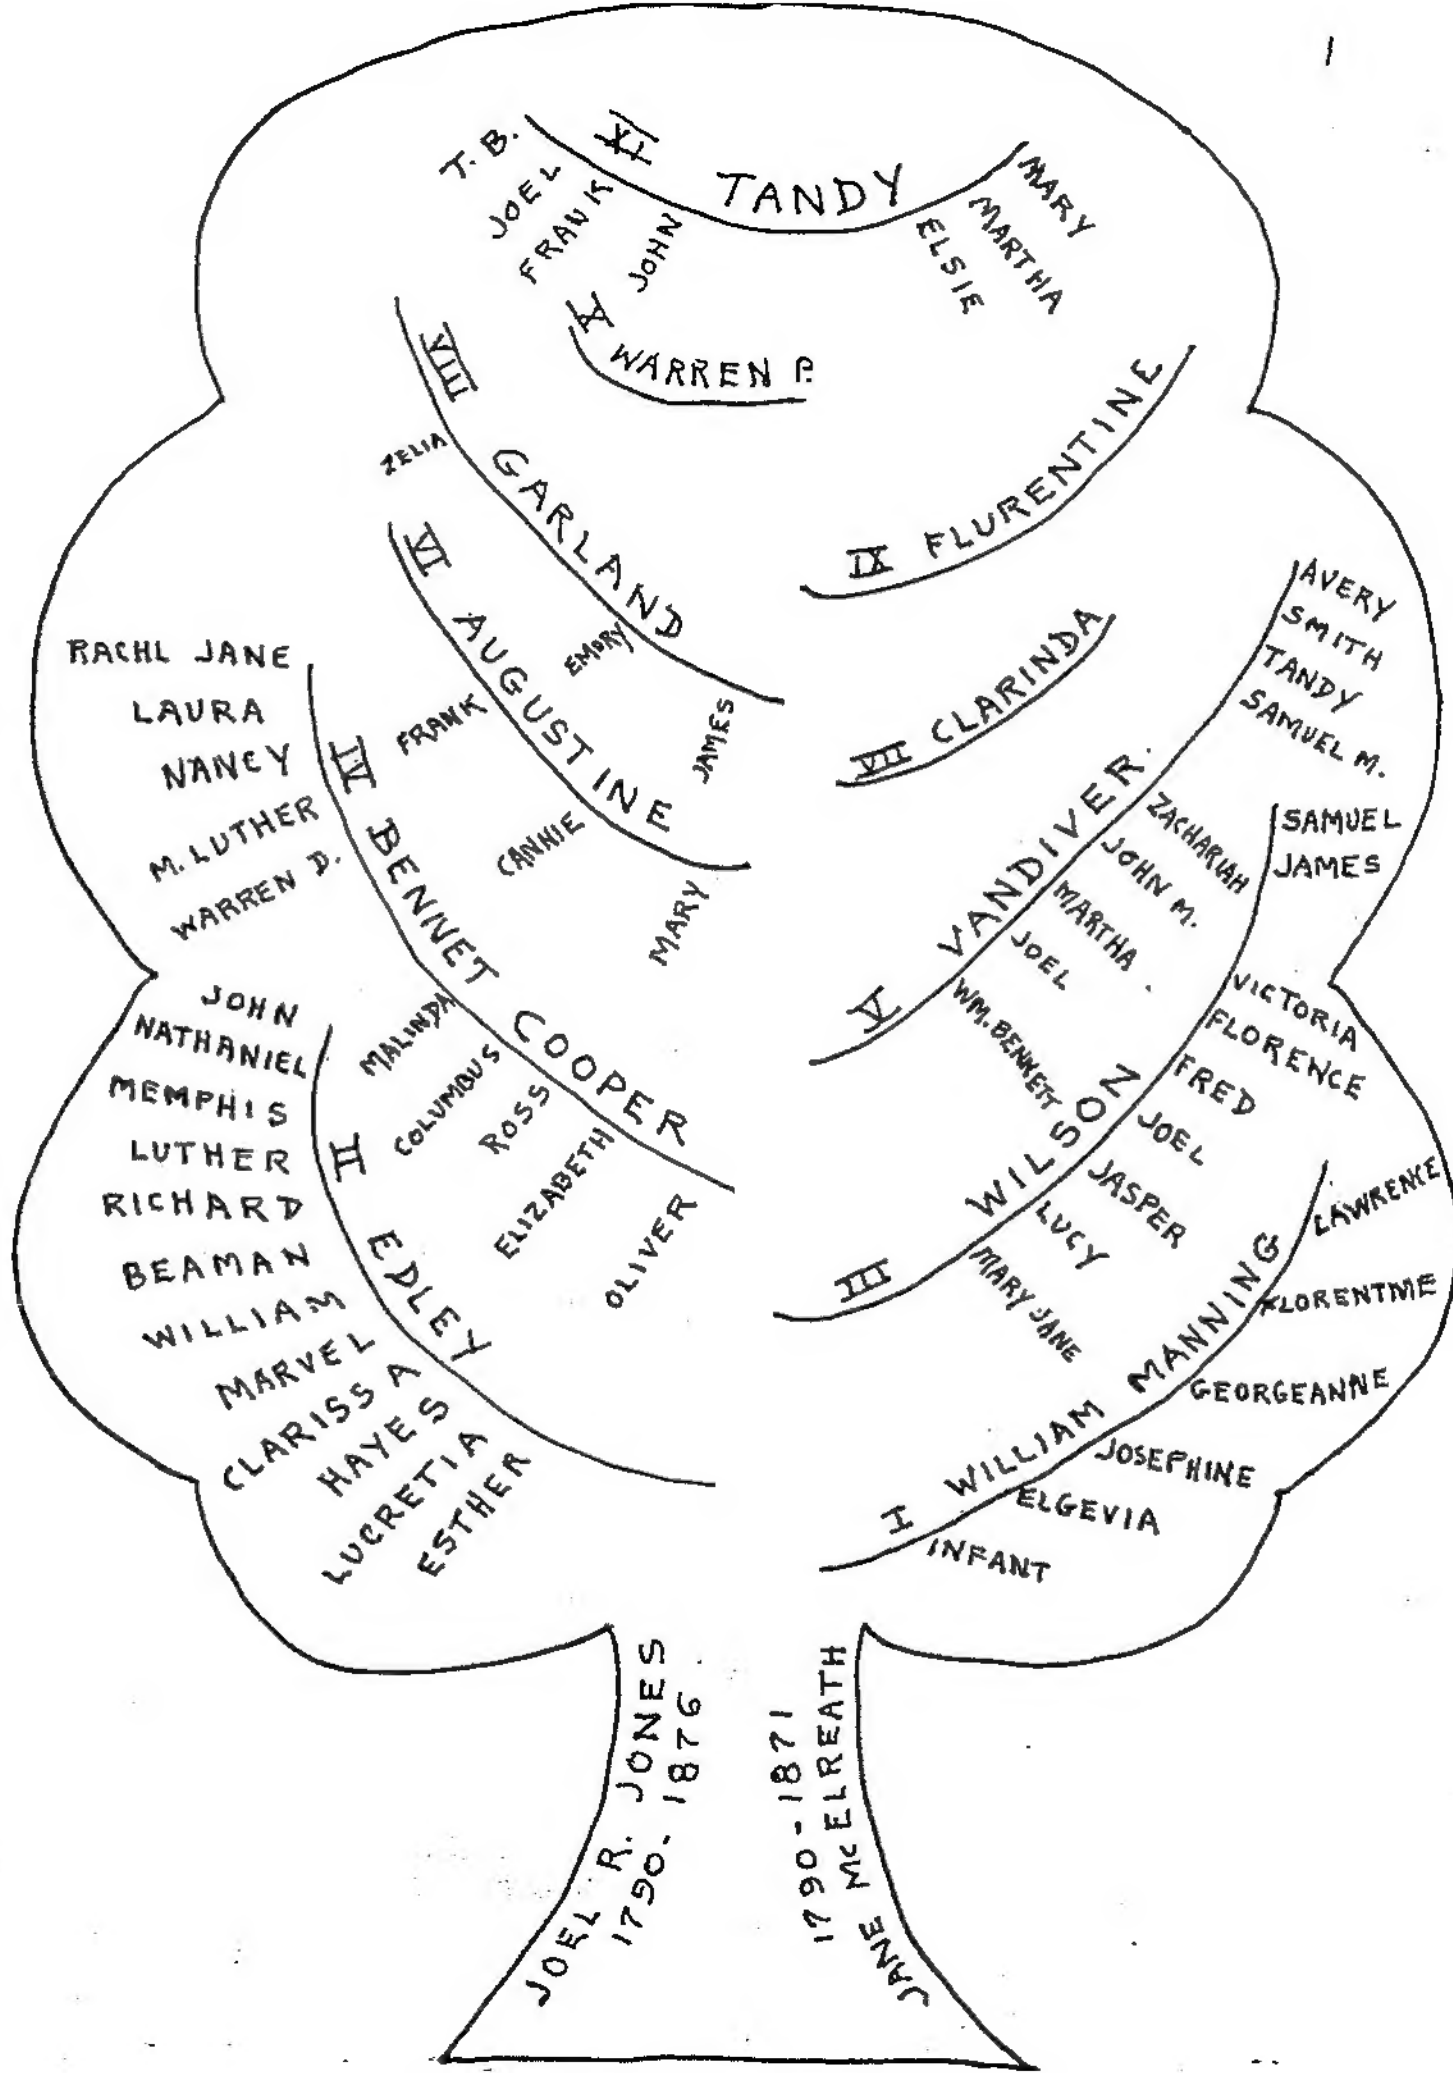 1
XI
TANDY
T. B.
JOEL
FRANK
JOHN
ELSIE
MARTHA
MARY
X
WARREN P.
VIII
GARLAND
ZELIA
EMORY
JAMES
IX FLURENTINE
VI
AUGUSTINE
FRANK
CANNIE
MARY
VII CLARINDA
IV
BENNET COOPER
RACHL JANE
LAURA
NANCY
M. LUTHER
WARREN D.
MALINDA
COLUMBUS
ROSS
ELIZABETH
OLIVER
V VANDIVER.
AVERY
SMITH
TANDY
SAMUEL M.
ZACHARIAH
JOHN M.
MARTHA
JOEL
WM. BENNETT
II
EDLEY
JOHN
NATHANIEL
MEMPHIS
LUTHER
RICHARD
BEAMAN
WILLIAM
MARVEL
CLARISSA
HAYES
LUCRETIA
ESTHER
III WILSON
SAMUEL
JAMES
VICTORIA
FLORENCE
FRED
JOEL
JASPER
LUCY
MARY JANE
I WILLIAM MANNING
LAWRENCE
FLORENTINE
GEORGEANNE
JOSEPHINE
ELGEVIA
INFANT
JOEL R. JONES
1790-1876
1790-1871
JANE McELREATH